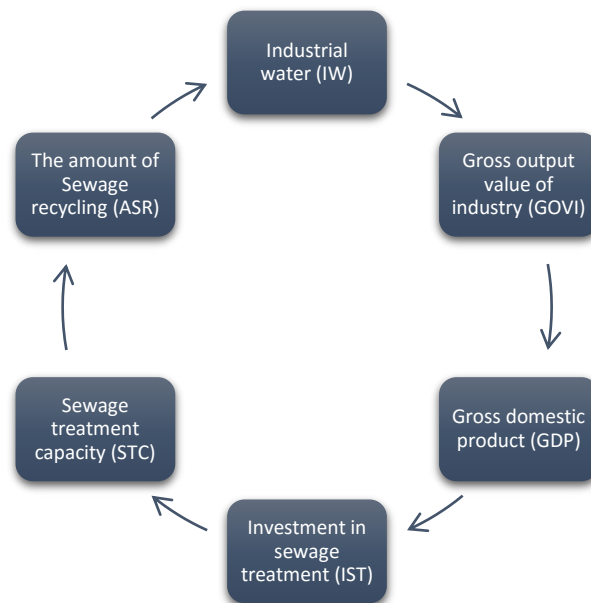 Industrial
water (IW)
Gross output
value of
industry (GOVI)
Gross domestic
product (GDP)
Investment in
sewage
treatment (IST)
Sewage
treatment
capacity (STC)
The amount of
Sewage
recycling (ASR)